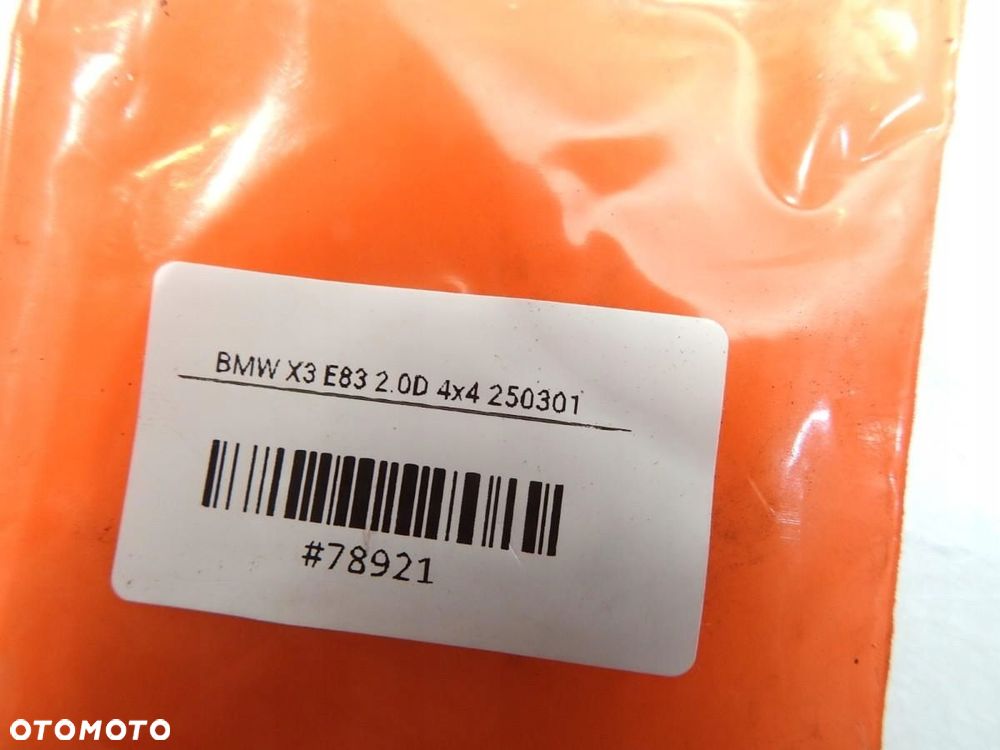 BMW X3 E83 2.0D 4x4 250301
#78921
OTOMOTO